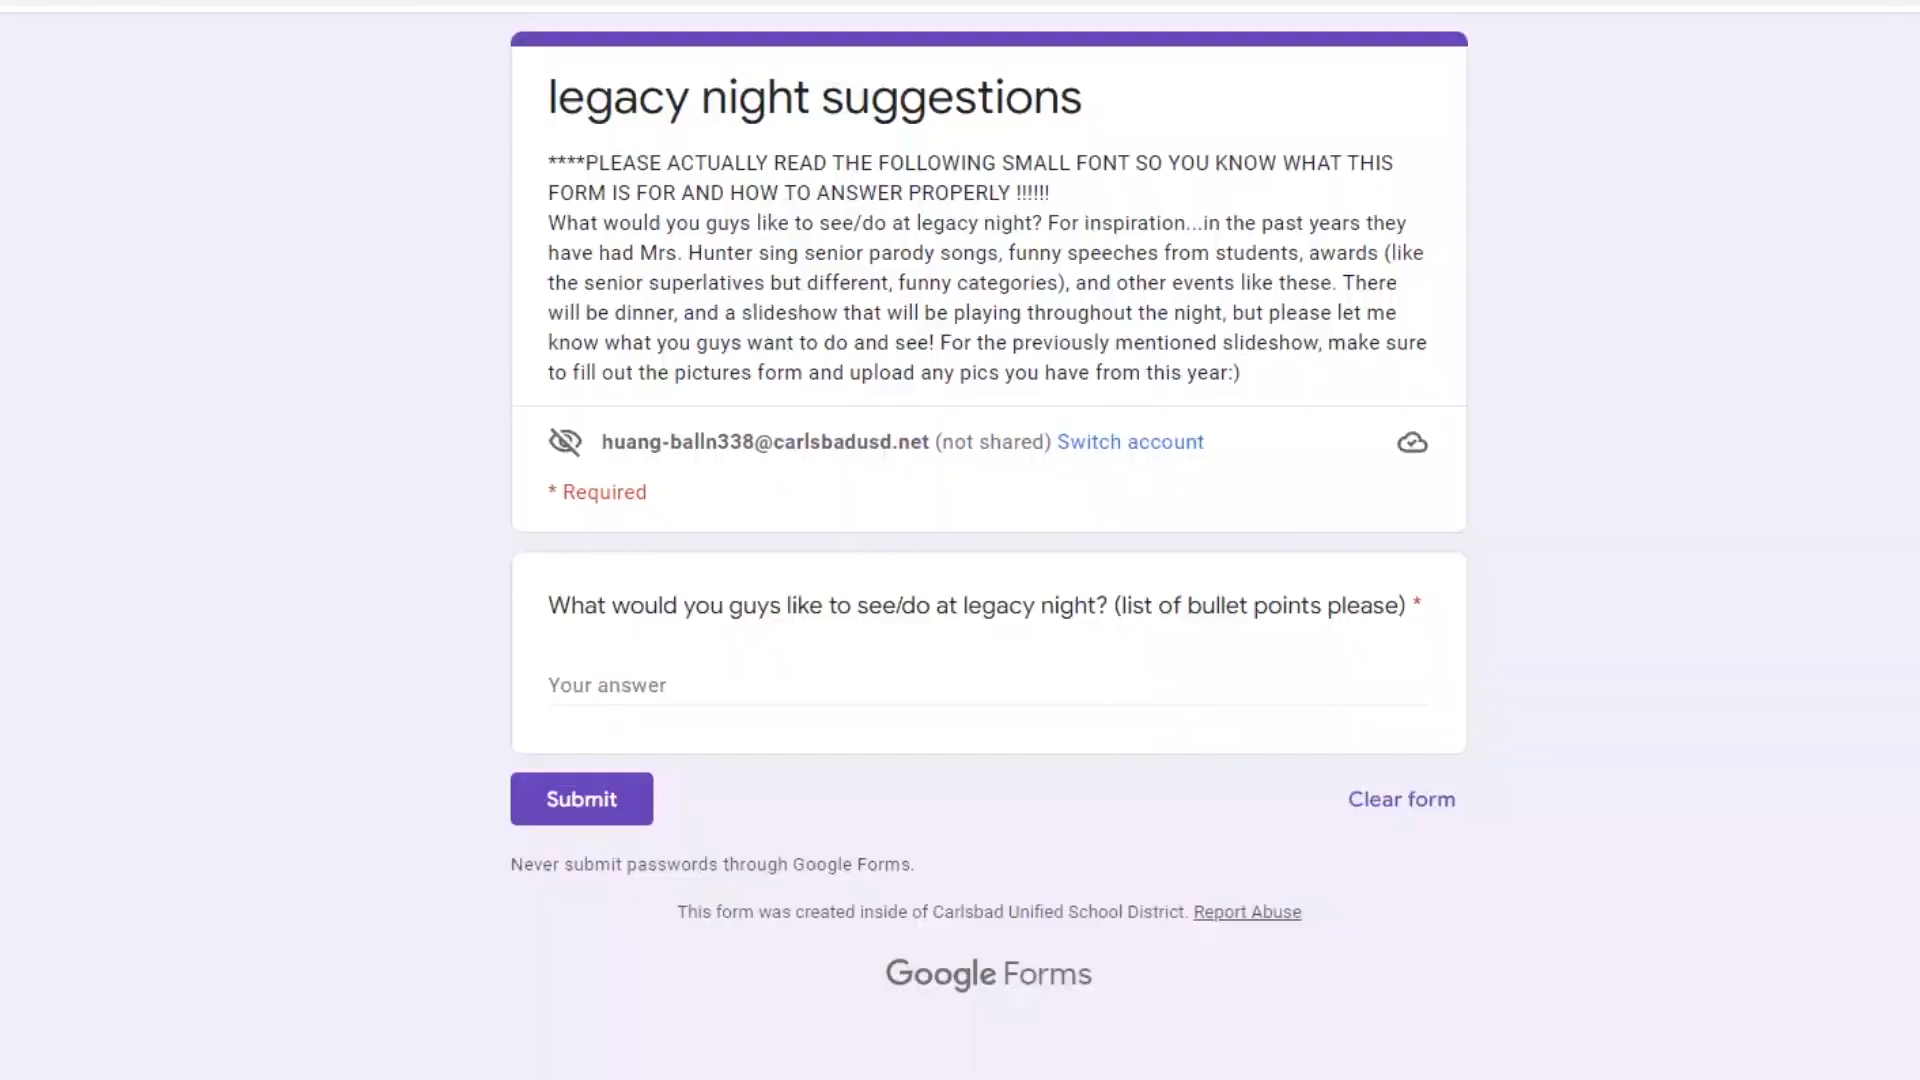 legacy night suggestions
****PLEASE ACTUALLY READ THE FOLLOWING SMALL FONT SO YOU KNOW WHAT THIS
FORM IS FOR AND HOW TO ANSWER PROPERLY !!!!!!
What would you guys like to see/do at legacy night? For inspiration...in the past years they
have had Mrs. Hunter sing senior parody songs, funny speeches from students, awards (like
the senior superlatives but different, funny categories), and other events like these. There
will be dinner, and a slideshow that will be playing throughout the night, but please let me
know what you guys want to do and see! For the previously mentioned slideshow, make sure
to fill out the pictures form and upload any pics you have from this year:)
huang-balln338@carlsbadusd.net (not shared) Switch account
* Required
What would you guys like to see/do at legacy night? (list of bullet points please) *
Your answer
Submit
Clear form
Never submit passwords through Google Forms.
This form was created inside of Carlsbad Unified School District. Report Abuse
Google Forms